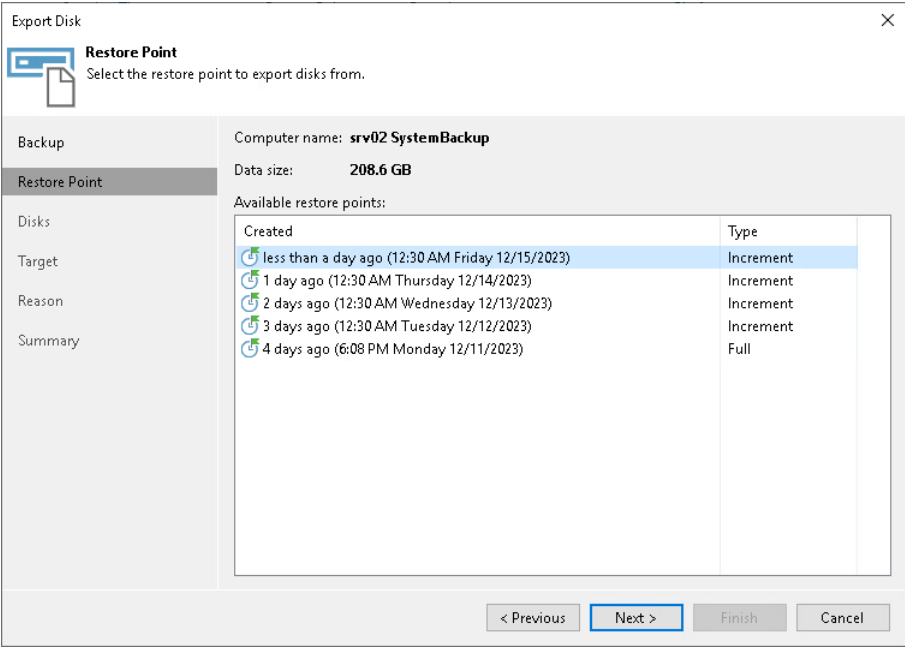 Export Disk
Restore Point
Select the restore point to export disks from.
Backup
Restore Point
Disks
Target
Reason
Summary
Computer name: srv02 SystemBackup
Data size: 208.6 GB
Available restore points:
Created Type
less than a day ago (12:30 AM Friday 12/15/2023) Increment
1 day ago (12:30 AM Thursday 12/14/2023) Increment
2 days ago (12:30 AM Wednesday 12/13/2023) Increment
3 days ago (12:30 AM Tuesday 12/12/2023) Increment
4 days ago (6:08 PM Monday 12/11/2023) Full
< Previous Next > Finish Cancel